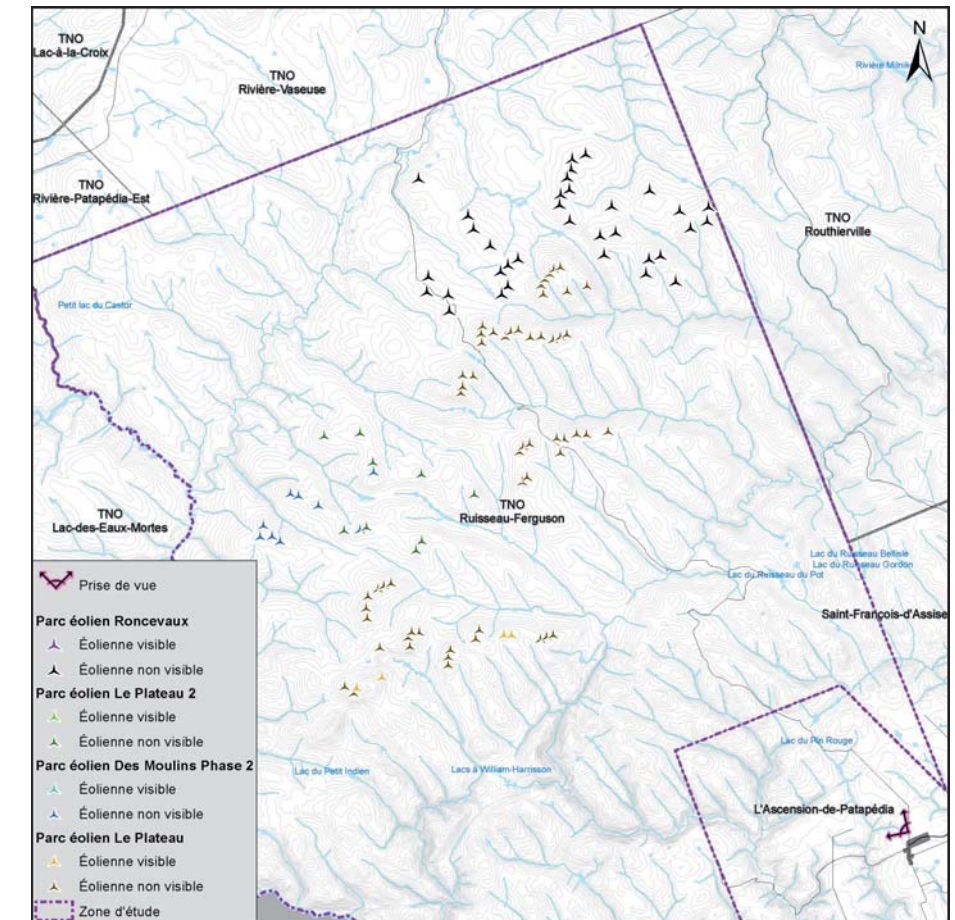 N
TNO
Lac-à-la-Croix
TNO
Rivière-Vaseuse
TNO
Rivière-Patapédia-Est
TNO
Routhierville
Petit lac du Castor
TNO
Lac-des-Eaux-Mortes
TNO
Ruisseau-Ferguson
Lac du Ruisseau Bellisle
Lac du Ruisseau Gordon
Lac du Ruisseau du Pot
Saint-François-d'Assise
Lac du Pin Rouge
Lac du Petit Indien
Lacs à William-Harrisson
L'Ascension-de-Patapédia
Prise de vue
Parc éolien Roncevaux
Éolienne visible
Éolienne non visible
Parc éolien Le Plateau 2
Éolienne visible
Éolienne non visible
Parc éolien Des Moulins Phase 2
Éolienne visible
Éolienne non visible
Parc éolien Le Plateau
Éolienne visible
Éolienne non visible
Zone d'étude